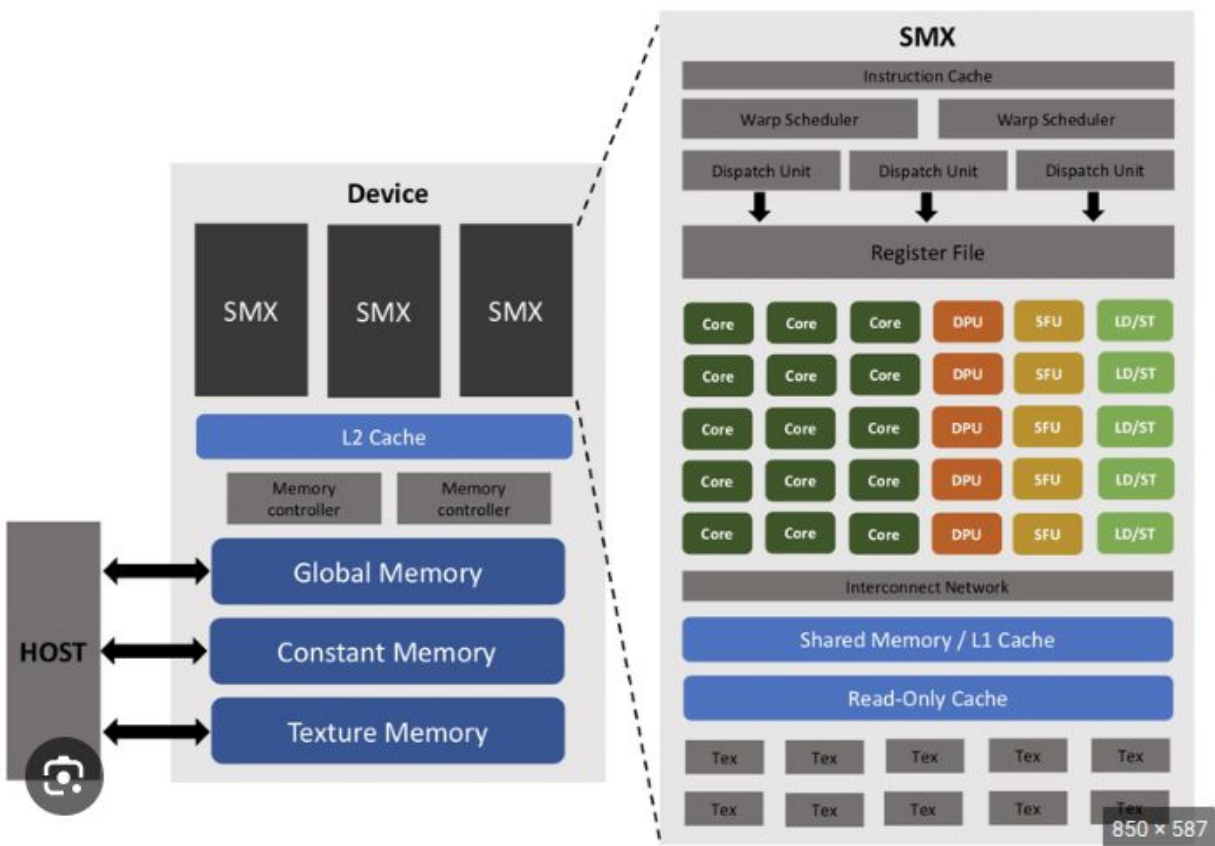 SMX
Instruction Cache
Warp Scheduler Warp Scheduler
Dispatch Unit Dispatch Unit Dispatch Unit
Register File
Core Core Core DPU SFU LD/ST
Core Core Core DPU SFU LD/ST
Core Core Core DPU SFU LD/ST
Core Core Core DPU SFU LD/ST
Core Core Core DPU SFU LD/ST
Interconnect Network
Shared Memory / L1 Cache
Read-Only Cache
Tex Tex Tex Tex Tex
Tex Tex Tex Tex Tex
Device
SMX SMX SMX
L2 Cache
Memory Memory
controller controller
Global Memory
HOST
Constant Memory
Texture Memory
850 × 587